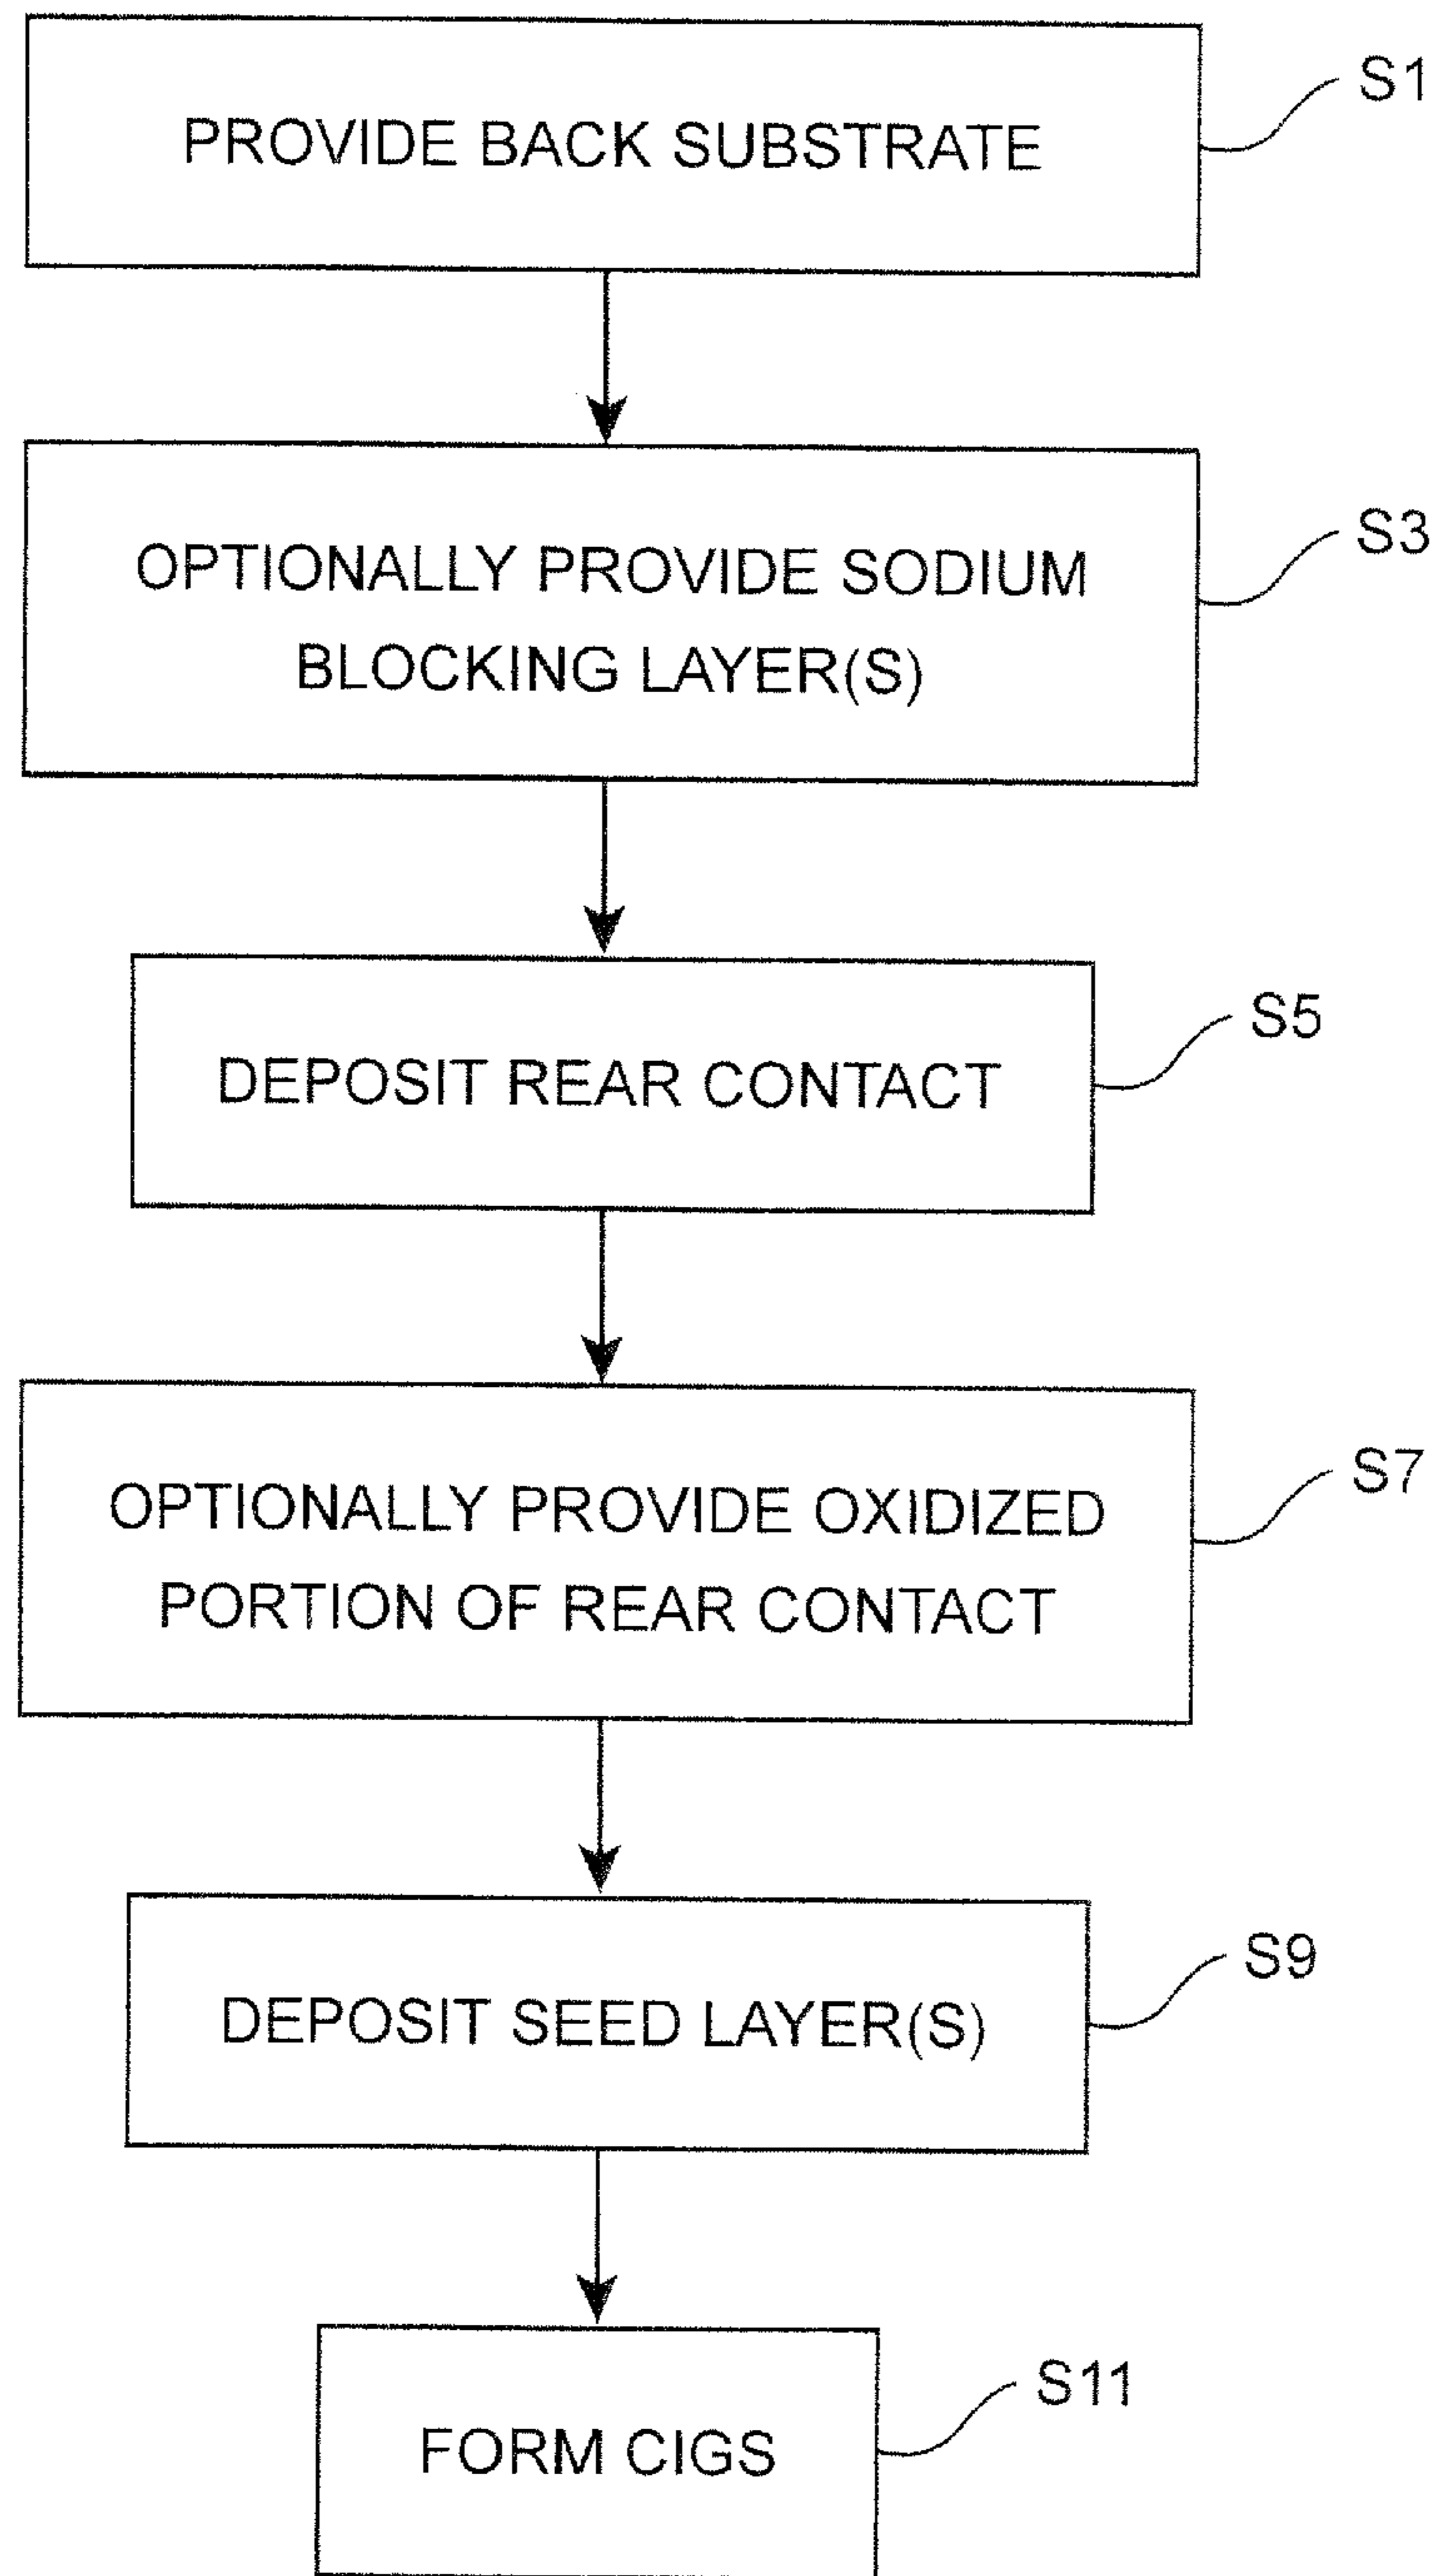 PROVIDE BACK SUBSTRATE
S1
OPTIONALLY PROVIDE SODIUM
BLOCKING LAYER(S)
S3
DEPOSIT REAR CONTACT
S5
OPTIONALLY PROVIDE OXIDIZED
PORTION OF REAR CONTACT
S7
DEPOSIT SEED LAYER(S)
S9
FORM CIGS
S11